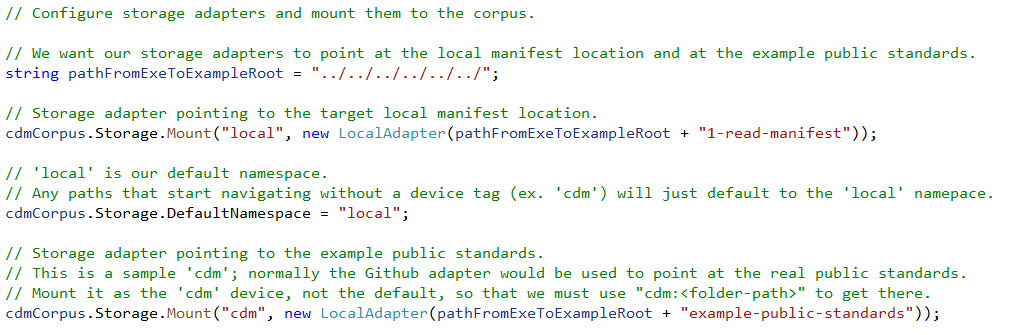 // Configure storage adapters and mount them to the corpus.
// We want our storage adapters to point at the local manifest location and at the example public standards.
string pathFromExeToExampleRoot = "../../../../../../";
// Storage adapter pointing to the target local manifest location.
cdmCorpus.Storage.Mount("local", new LocalAdapter(pathFromExeToExampleRoot + "1-read-manifest"));
// 'local' is our default namespace.
// Any paths that start navigating without a device tag (ex. 'cdm') will just default to the 'local' namepace.
cdmCorpus.Storage.DefaultNamespace = "local";
// Storage adapter pointing to the example public standards.
// This is a sample 'cdm'; normally the Github adapter would be used to point at the real public standards.
// Mount it as the 'cdm' device, not the default, so that we must use "cdm:<folder-path>" to get there.
cdmCorpus.Storage.Mount("cdm", new LocalAdapter(pathFromExeToExampleRoot + "example-public-standards"));